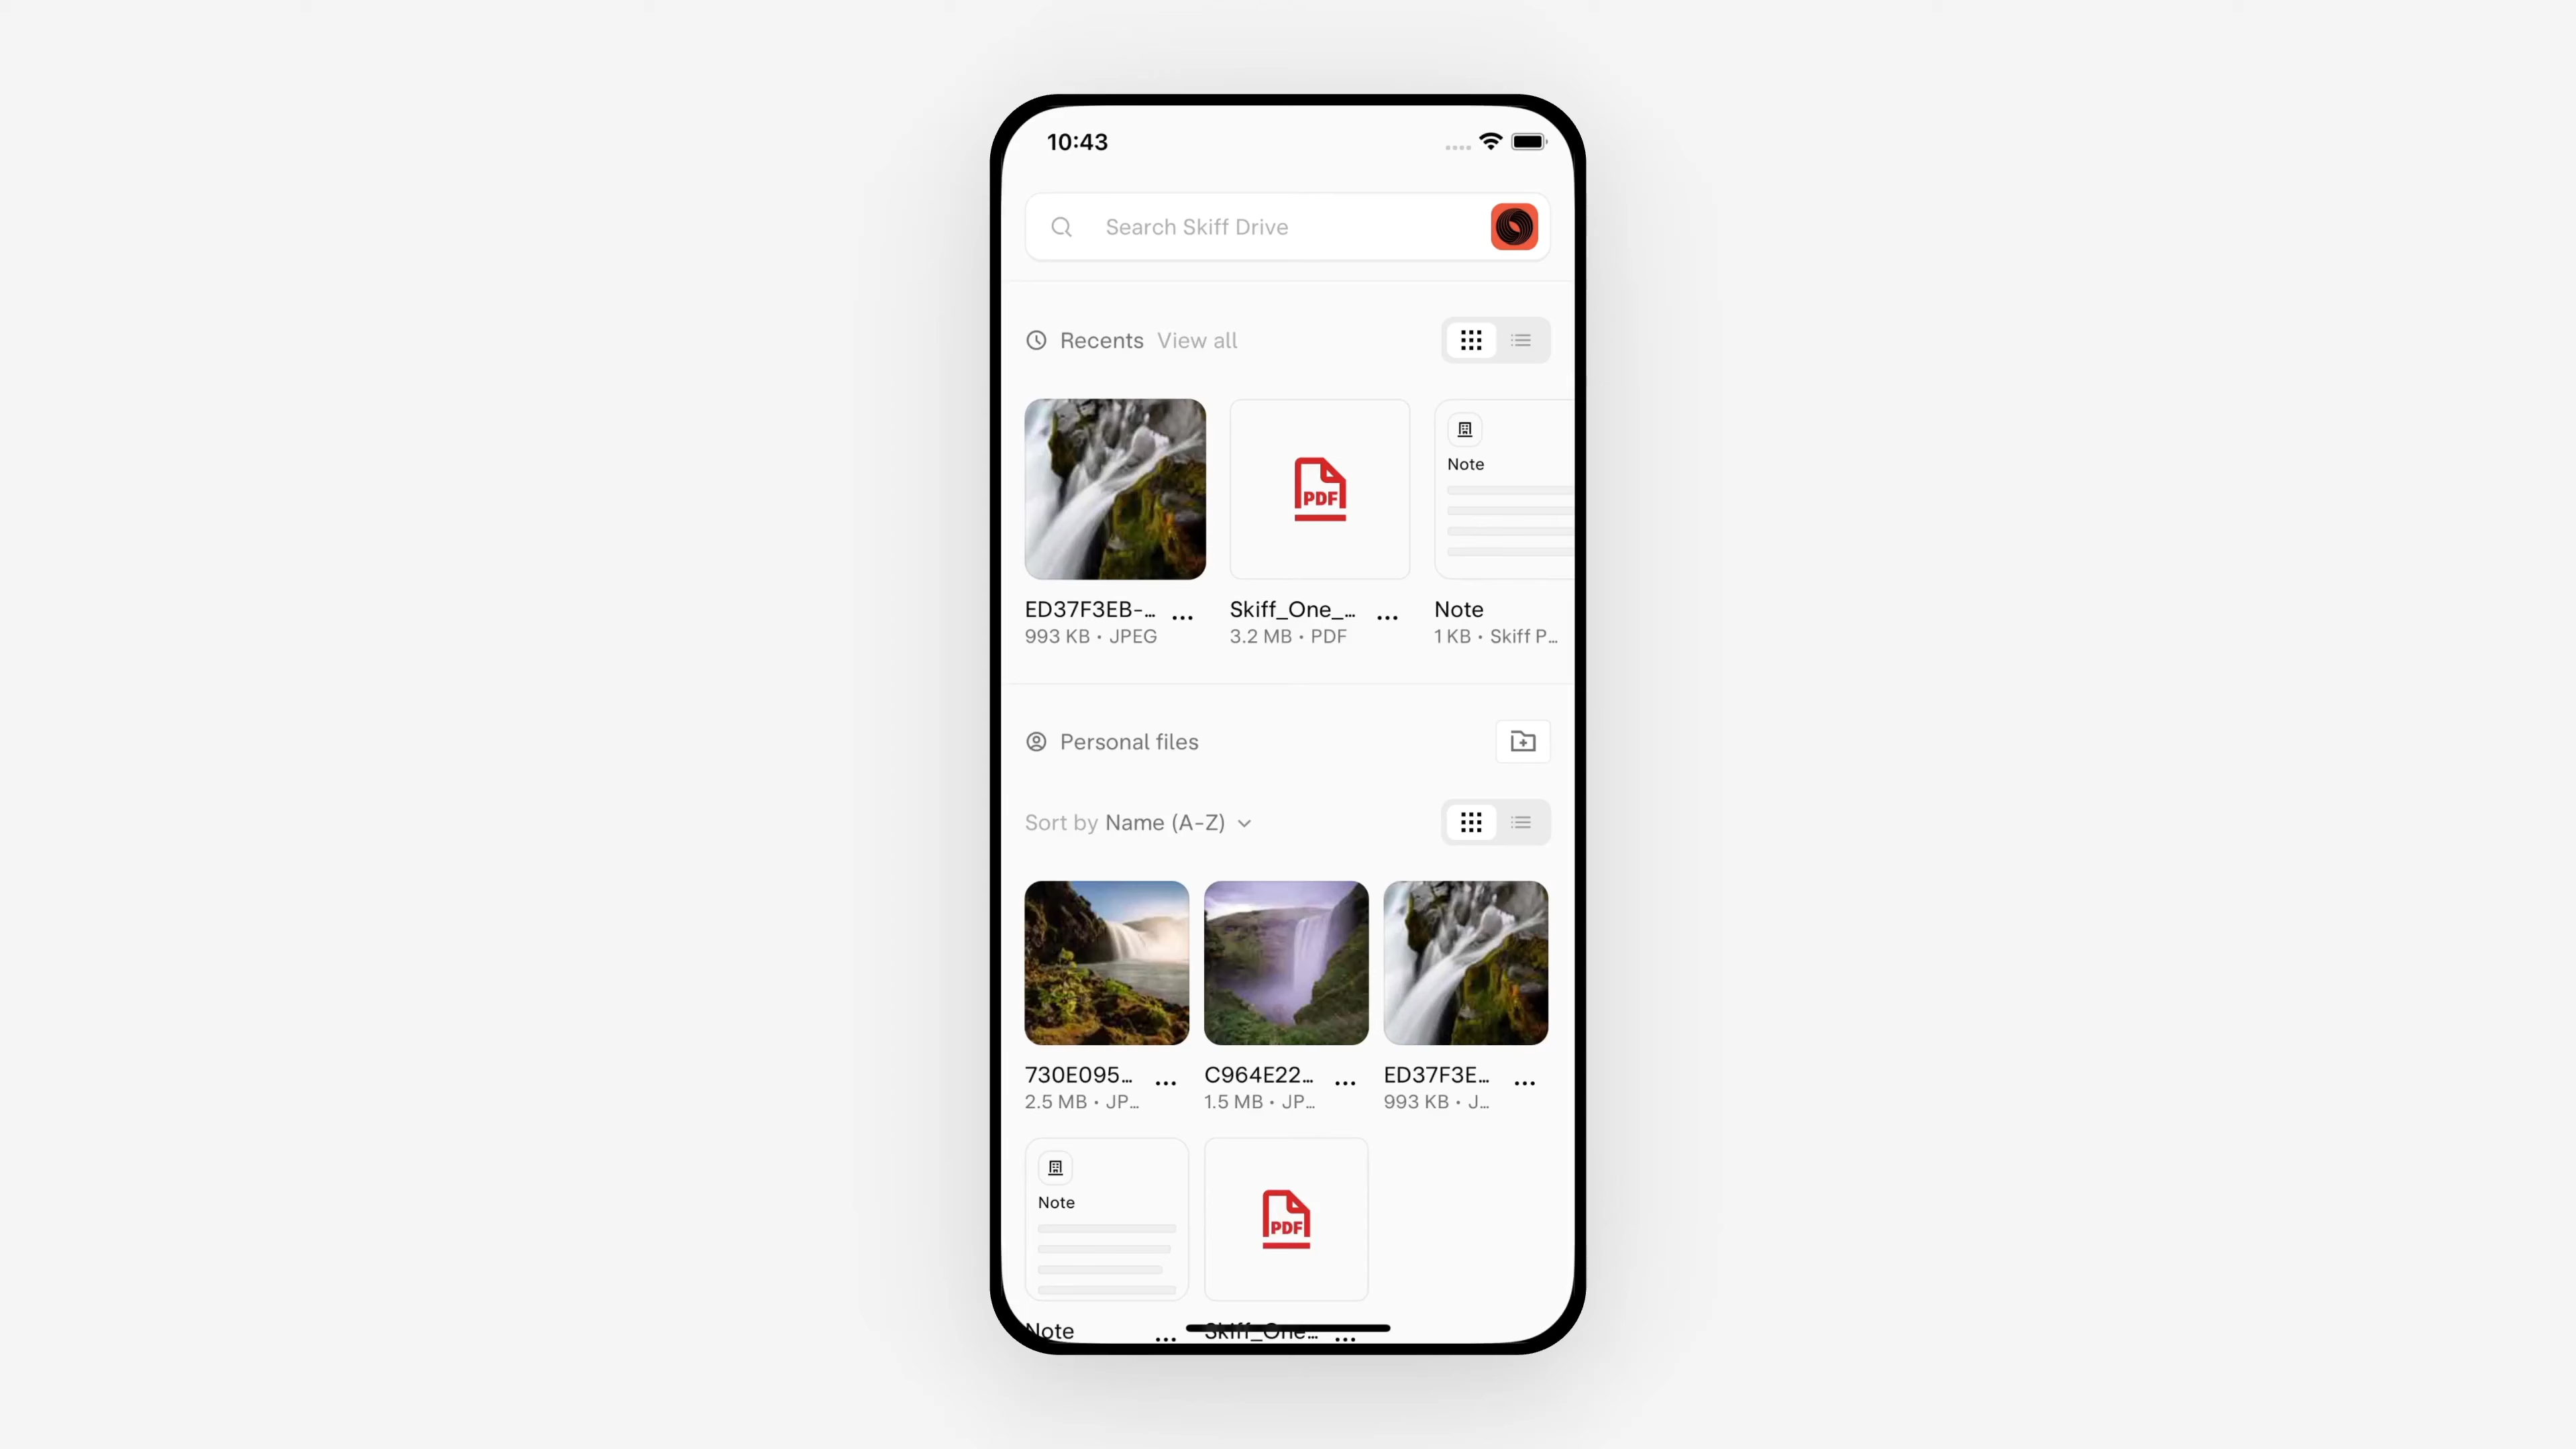 10:43
Search Skiff Drive
Recents View all
Note
PDF
ED37F3EB-...
993 KB • JPEG
Skiff_One_...
3.2 MB • PDF
Note
1 KB • Skiff P...
Personal files
Sort by Name (A-Z)
730E095...
2.5 MB • JP...
C964E22...
1.5 MB • JP...
ED37F3E...
993 KB • J...
Note
PDF
Note
Skiff_One...